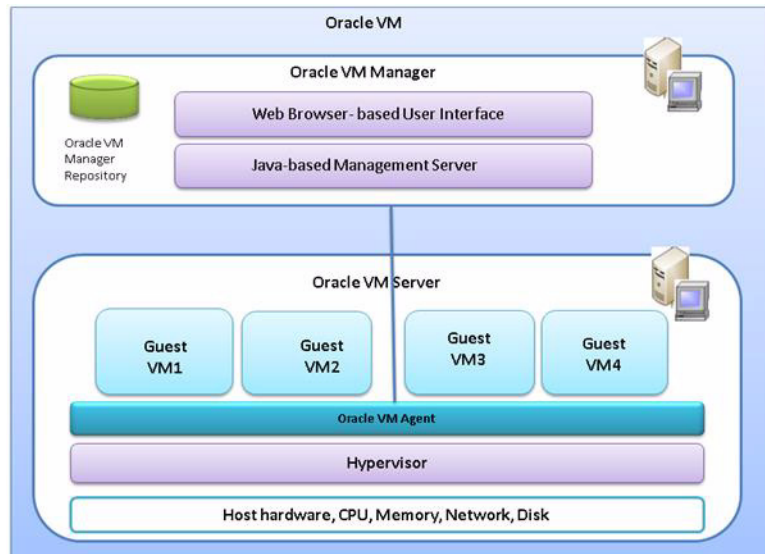 Oracle VM
Oracle VM Manager
Oracle VM
Manager
Repository
Web Browser- based User Interface
Java-based Management Server
Oracle VM Server
Guest
VM1
Guest
VM2
Guest
VM3
Guest
VM4
Oracle VM Agent
Hypervisor
Host hardware, CPU, Memory, Network, Disk